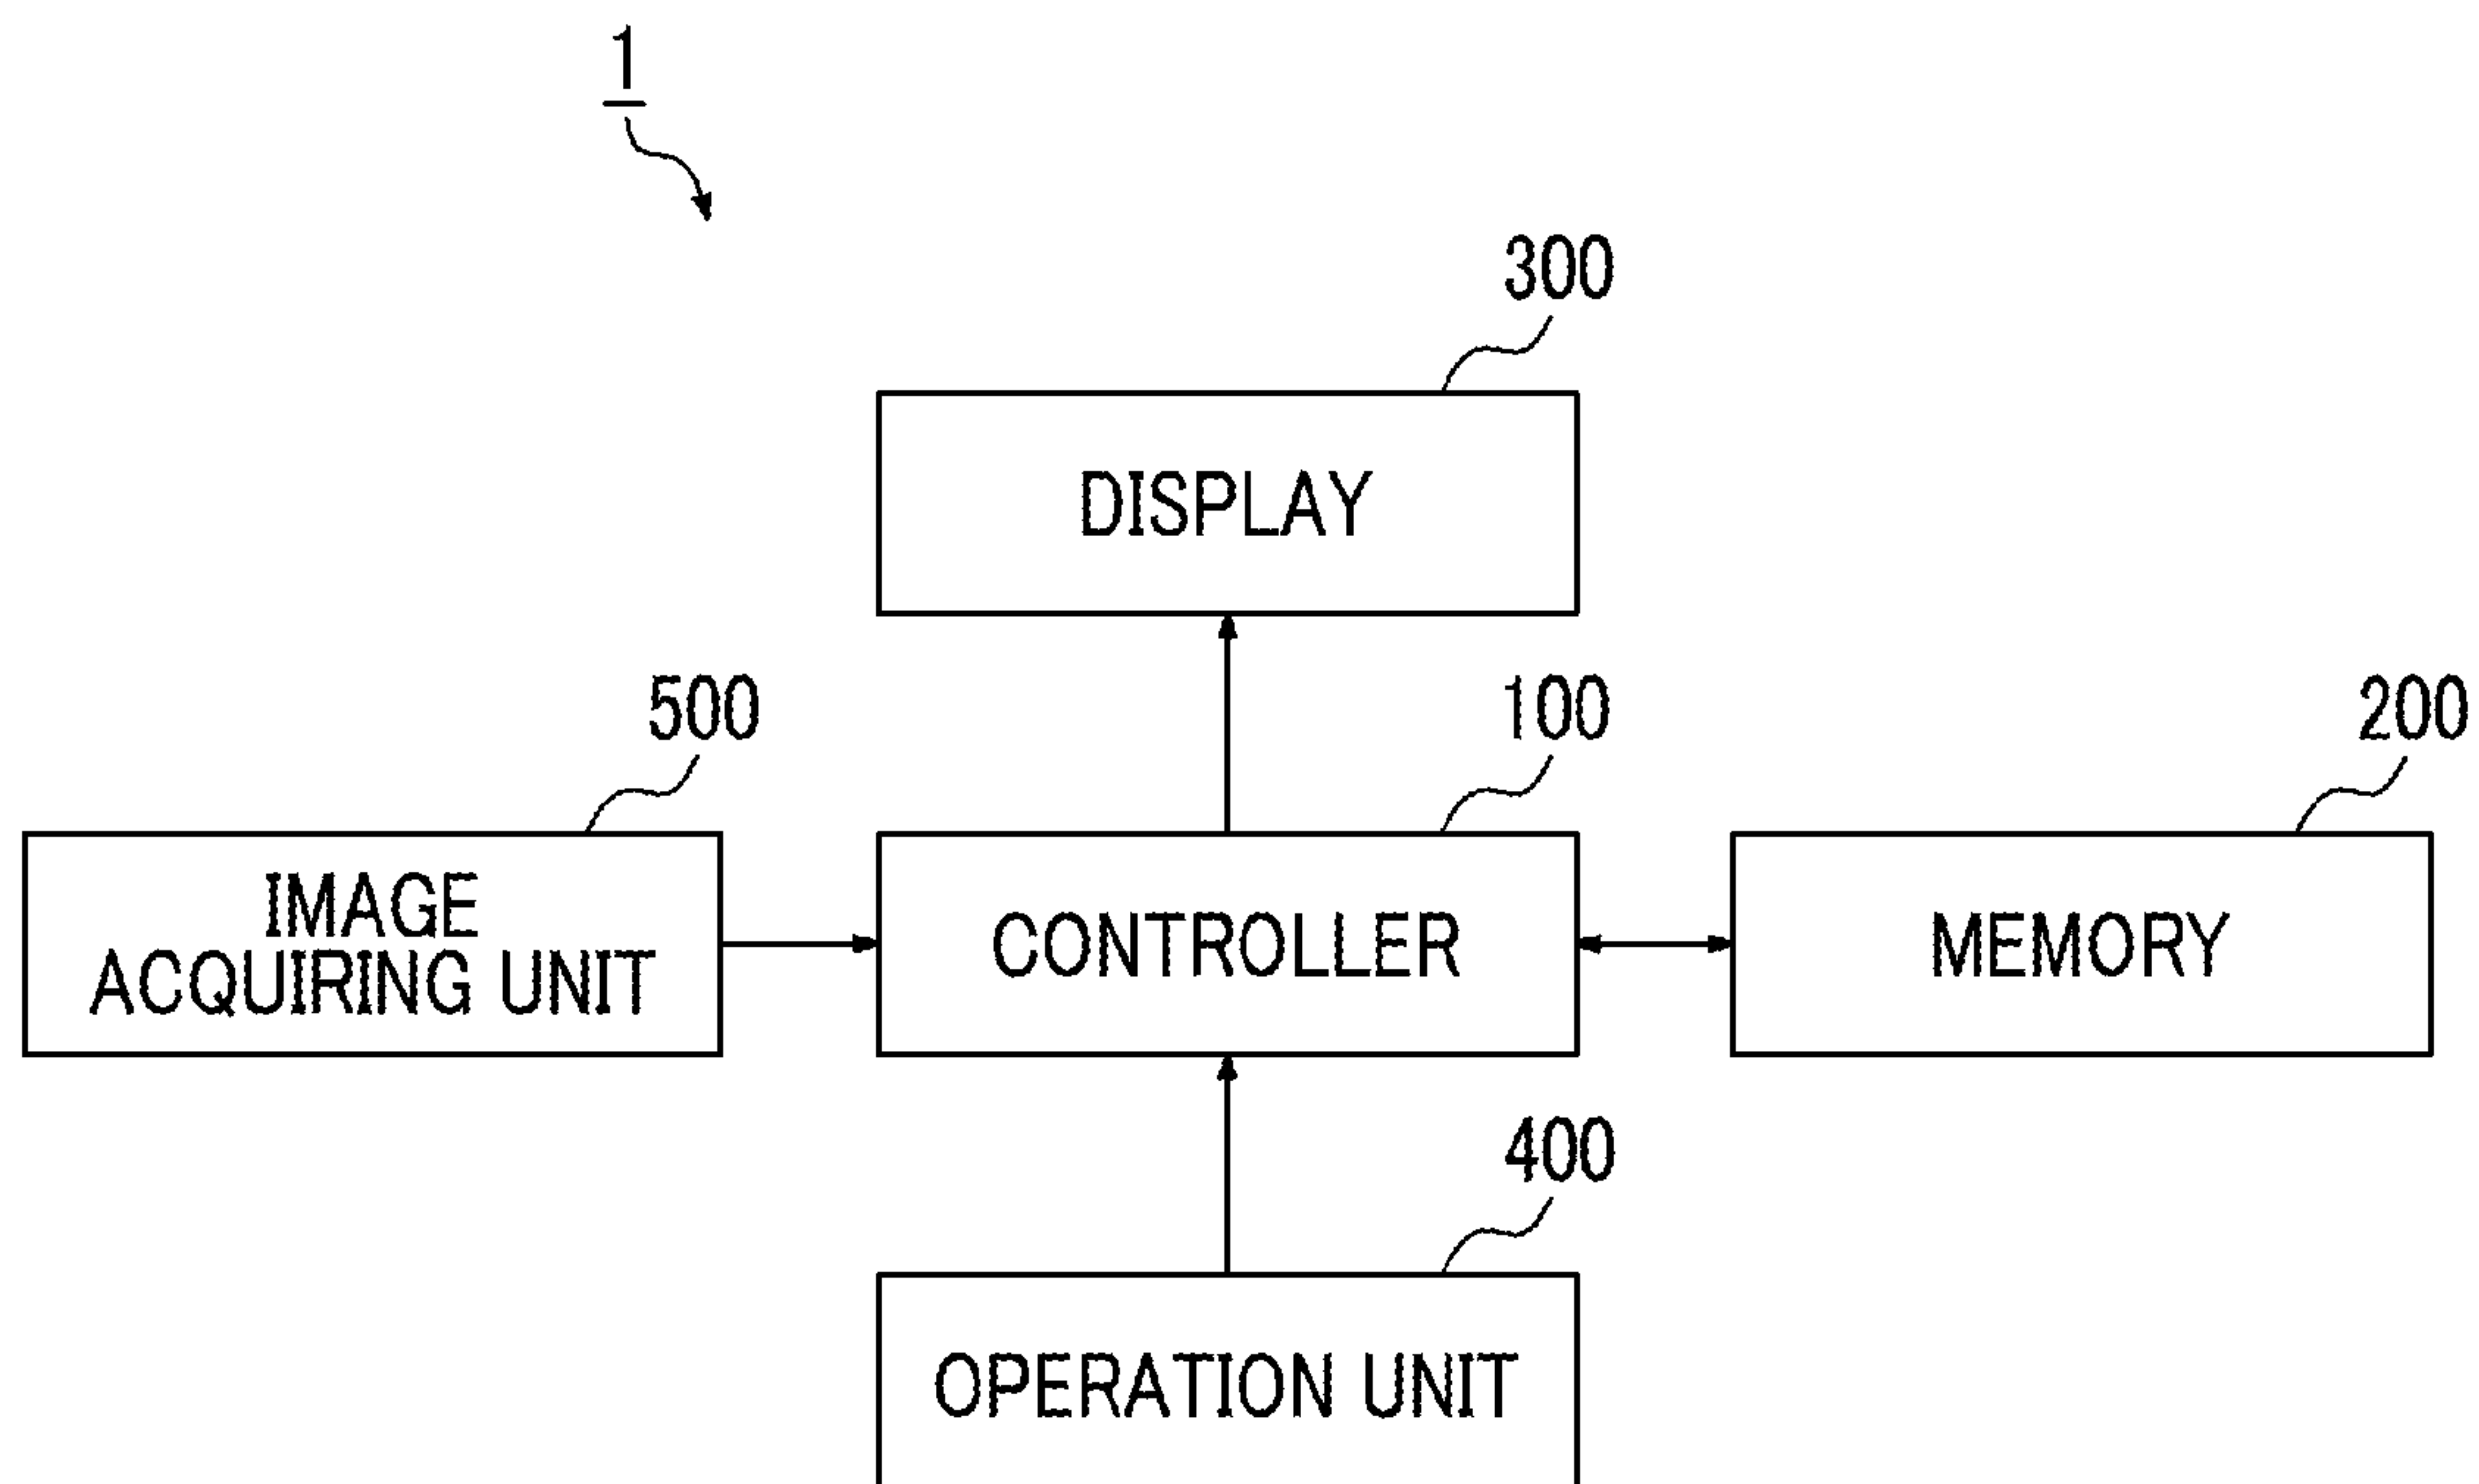 1
300
DISPLAY
500
100
200
IMAGE
ACQUIRING UNIT
CONTROLLER
MEMORY
400
OPERATION UNIT